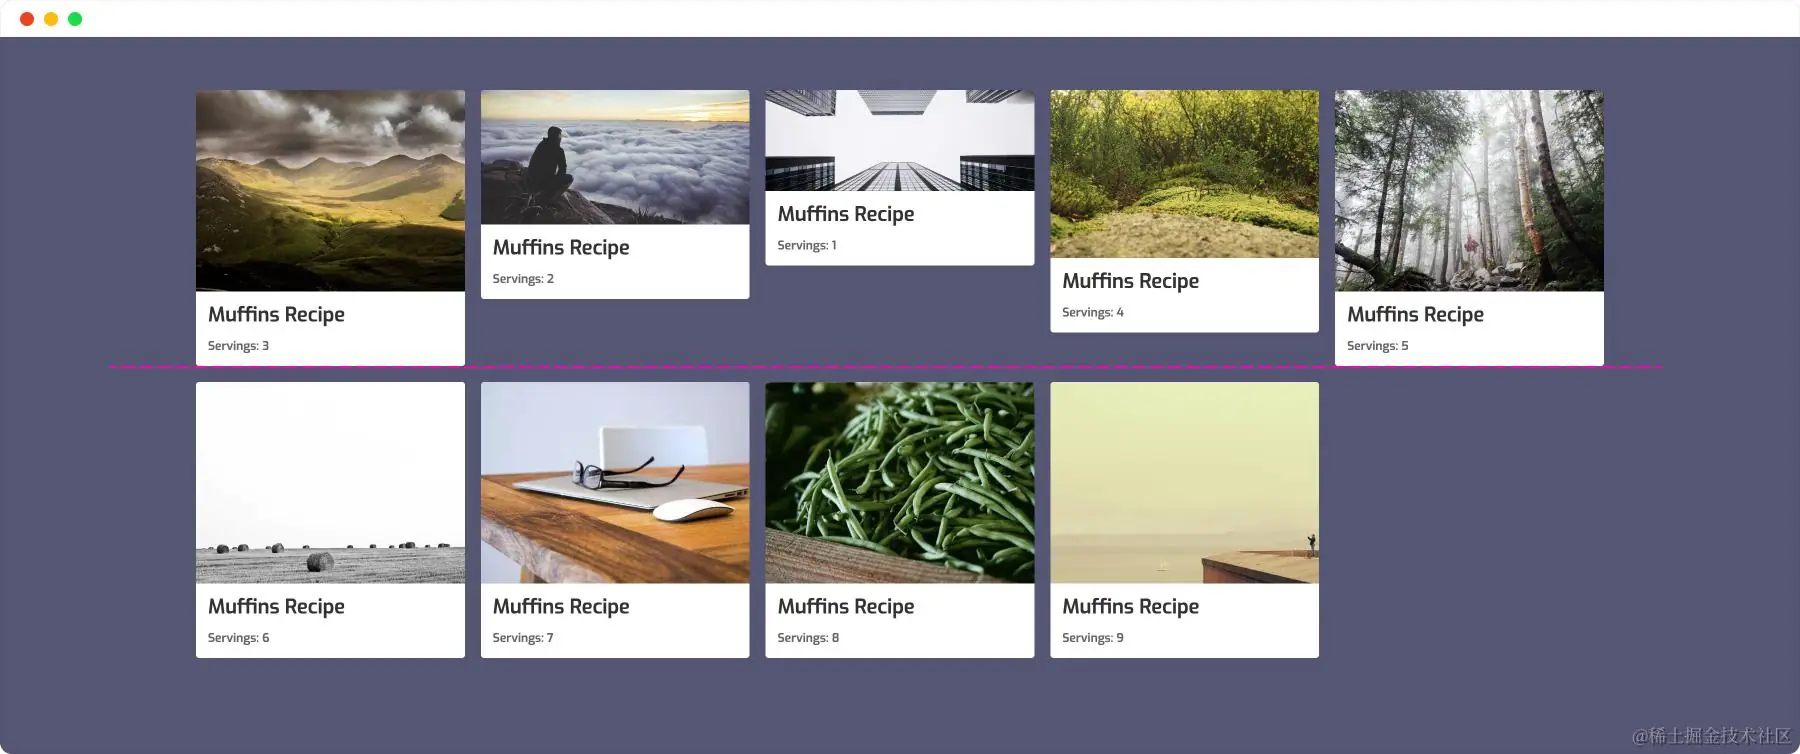 Muffins Recipe
Servings: 3
Muffins Recipe
Servings: 2
Muffins Recipe
Servings: 1
Muffins Recipe
Servings: 4
Muffins Recipe
Servings: 5
Muffins Recipe
Servings: 6
Muffins Recipe
Servings: 7
Muffins Recipe
Servings: 8
Muffins Recipe
Servings: 9
@稀土掘金技术社区